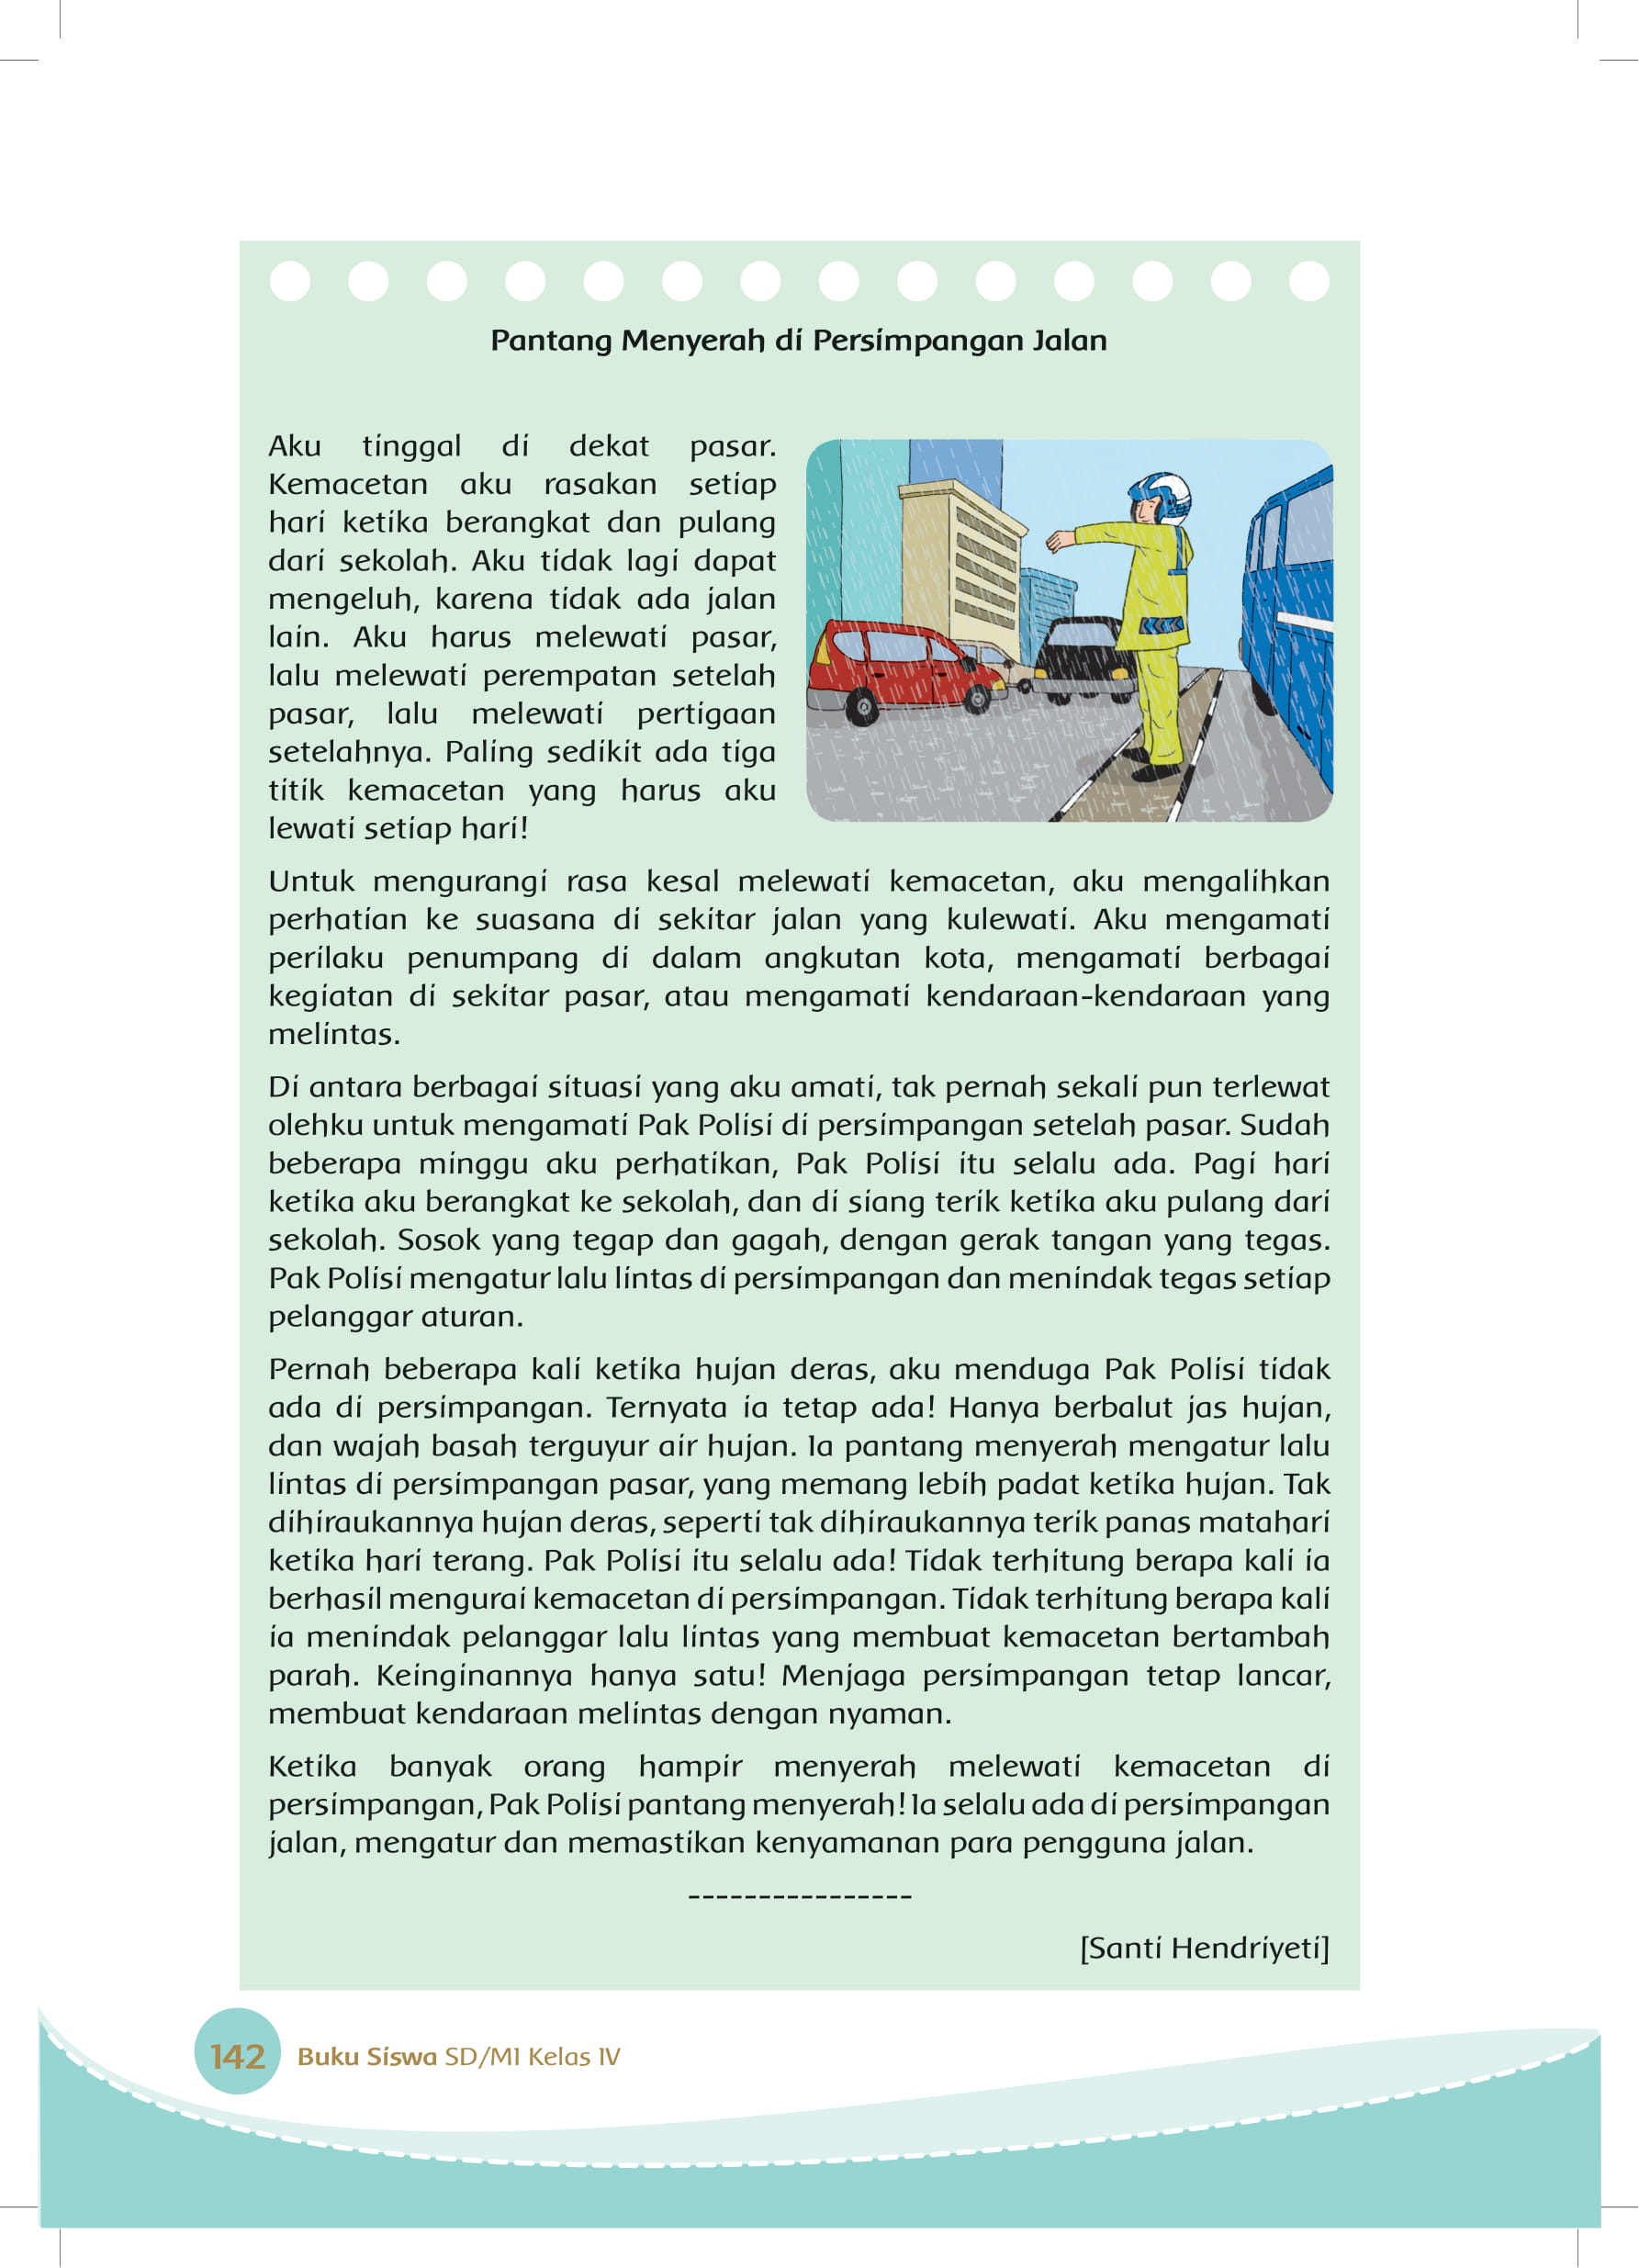 Pantang Menyerah di Persimpangan Jalan
Aku tinggal di dekat pasar.
Kemacetan aku rasakan setiap
hari ketika berangkat dan pulang
dari sekolah. Aku tidak lagi dapat
mengeluh, karena tidak ada jalan
lain. Aku harus melewati pasar,
lalu melewati perempatan setelah
pasar, lalu melewati pertigaan
setelahnya. Paling sedikit ada tiga
titik kemacetan yang harus aku
lewati setiap hari!
Untuk mengurangi rasa kesal melewati kemacetan, aku mengalihkan
perhatian ke suasana di sekitar jalan yang kulewati. Aku mengamati
perilaku penumpang di dalam angkutan kota, mengamati berbagai
kegiatan di sekitar pasar, atau mengamati kendaraan-kendaraan yang
melintas.
Di antara berbagai situasi yang aku amati, tak pernah sekali pun terlewat
olehku untuk mengamati Pak Polisi di persimpangan setelah pasar. Sudah
beberapa minggu aku perhatikan, Pak Polisi itu selalu ada. Pagi hari
ketika aku berangkat ke sekolah, dan di siang terik ketika aku pulang dari
sekolah. Sosok yang tegap dan gagah, dengan gerak tangan yang tegas.
Pak Polisi mengatur lalu lintas di persimpangan dan menindak tegas setiap
pelanggar aturan.
Pernah beberapa kali ketika hujan deras, aku menduga Pak Polisi tidak
ada di persimpangan. Ternyata ia tetap ada! Hanya berbalut jas hujan,
dan wajah basah terguyur air hujan. Ia pantang menyerah mengatur lalu
lintas di persimpangan pasar, yang memang lebih padat ketika hujan. Tak
dihiraukannya hujan deras, seperti tak dihiraukannya terik panas matahari
ketika hari terang. Pak Polisi itu selalu ada! Tidak terhitung berapa kali ia
berhasil mengurai kemacetan di persimpangan. Tidak terhitung berapa kali
ia menindak pelanggar lalu lintas yang membuat kemacetan bertambah
parah. Keinginannya hanya satu! Menjaga persimpangan tetap lancar,
membuat kendaraan melintas dengan nyaman.
Ketika banyak orang hampir menyerah melewati kemacetan di
persimpangan, Pak Polisi pantang menyerah! Ia selalu ada di persimpangan
jalan, mengatur dan memastikan kenyamanan para pengguna jalan.
----------------
[Santi Hendriyeti]
142 Buku Siswa SD/MI Kelas IV